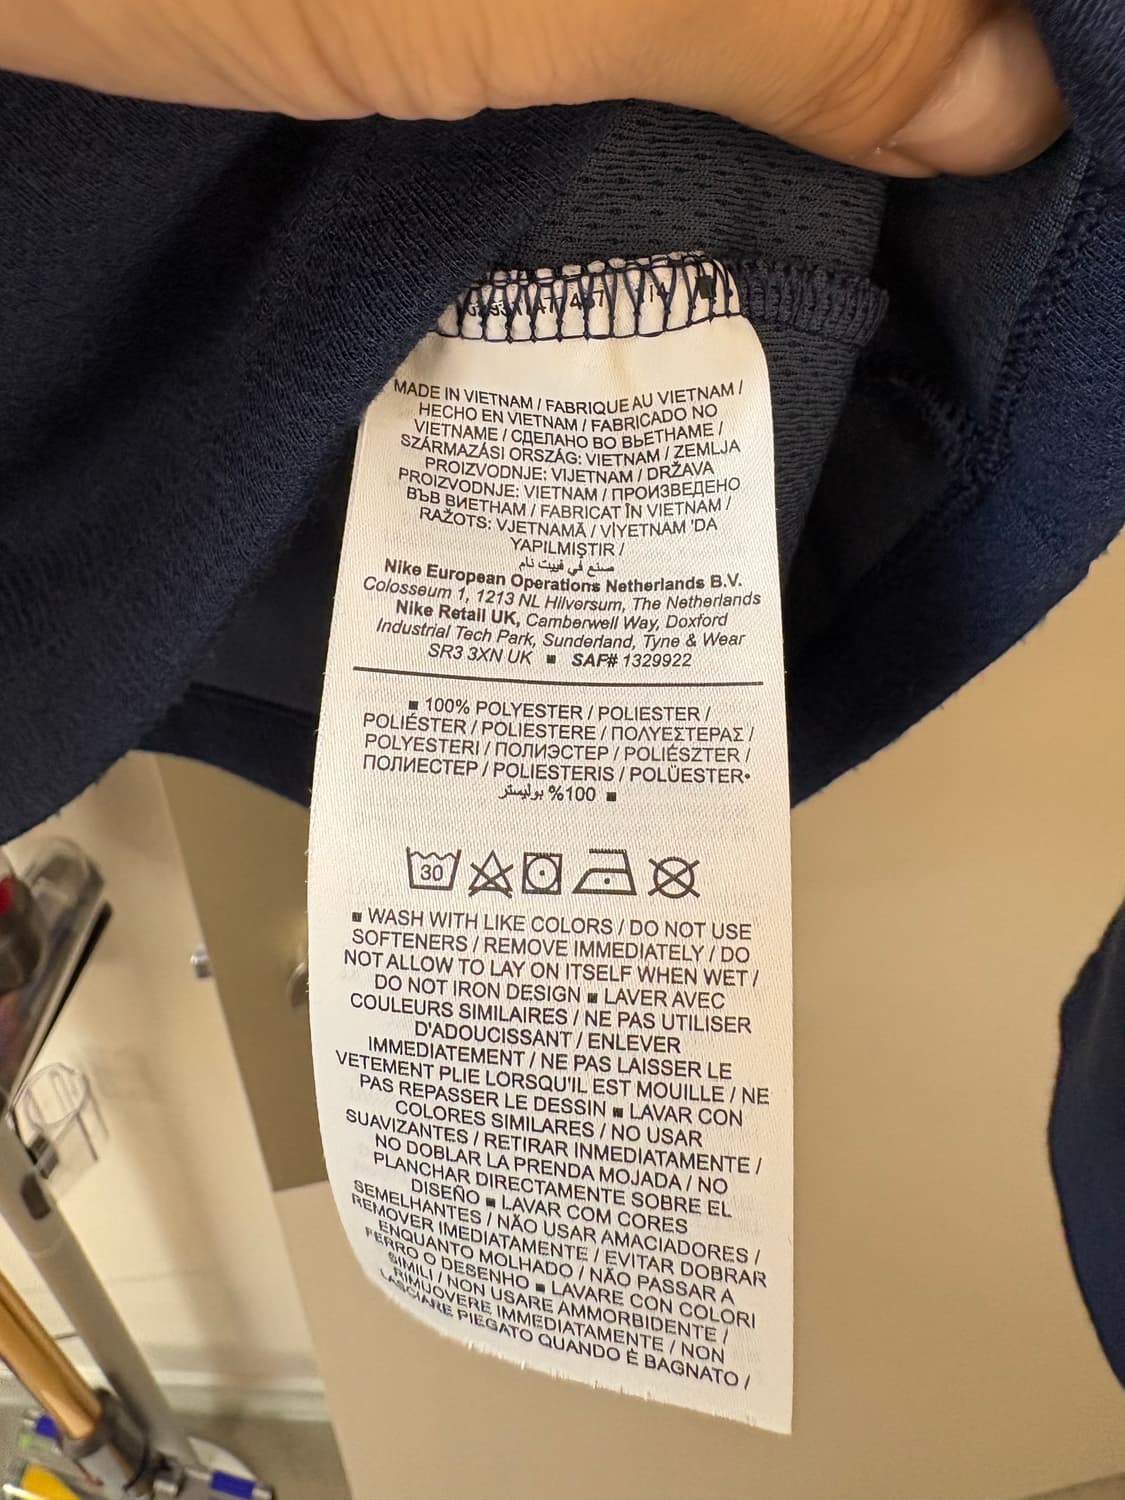 MADE IN VIETNAM / FABRIQUE AU VIETNAM /
HECHO EN VIETNAM / FABRICADO NO
VIETNAME / СДЕЛАНО ВО ВЬЕТНАМЕ /
SZÁRMAZÁSI ORSZÁG: VIETNAM / ZEMLJA
PROIZVODNJE: VIJETNAM / DRŽAVA
PROIZVODNJE: VIETNAM / ПРОИЗВЕДЕНО
ВЪВ ВИЕТНАМ / FABRICAT ÎN VIETNAM /
RAŽOTS: VJETNAMĀ / VİYETNAM 'DA
YAPILMIŞTIR /
صنع في فييت نام
Nike European Operations Netherlands B.V.
Colosseum 1, 1213 NL Hilversum, The Netherlands
Nike Retail UK, Camberwell Way, Doxford
Industrial Tech Park, Sunderland, Tyne & Wear
SR3 3XN UK ■ SAF# 1329922
■ 100% POLYESTER / POLIESTER /
POLIÉSTER / POLIESTERE / ΠΟΛΥΕΣΤΕΡΑΣ /
POLYESTERI / ПОЛИЭСТЕР / POLIÉSZTER /
ПОЛИЕСТЕР / POLIESTERIS / POLÜESTER•
100% بوليستر ■
30
■ WASH WITH LIKE COLORS / DO NOT USE
SOFTENERS / REMOVE IMMEDIATELY / DO
NOT ALLOW TO LAY ON ITSELF WHEN WET /
DO NOT IRON DESIGN ■ LAVER AVEC
COULEURS SIMILAIRES / NE PAS UTILISER
D'ADOUCISSANT / ENLEVER
IMMEDIATEMENT / NE PAS LAISSER LE
VETEMENT PLIE LORSQU'IL EST MOUILLE / NE
PAS REPASSER LE DESSIN ■ LAVAR CON
COLORES SIMILARES / NO USAR
SUAVIZANTES / RETIRAR INMEDIATAMENTE /
NO DOBLAR LA PRENDA MOJADA / NO
PLANCHAR DIRECTAMENTE SOBRE EL
DISEÑO ■ LAVAR COM CORES
SEMELHANTES / NÃO USAR AMACIADORES /
REMOVER IMEDIATAMENTE / EVITAR DOBRAR
ENQUANTO MOLHADO / NÃO PASSAR A
FERRO O DESENHO ■ LAVARE CON COLORI
SIMILI / NON USARE AMMORBIDENTE /
RIMUOVERE IMMEDIATAMENTE / NON
LASCIARE PIEGATO QUANDO È BAGNATO /